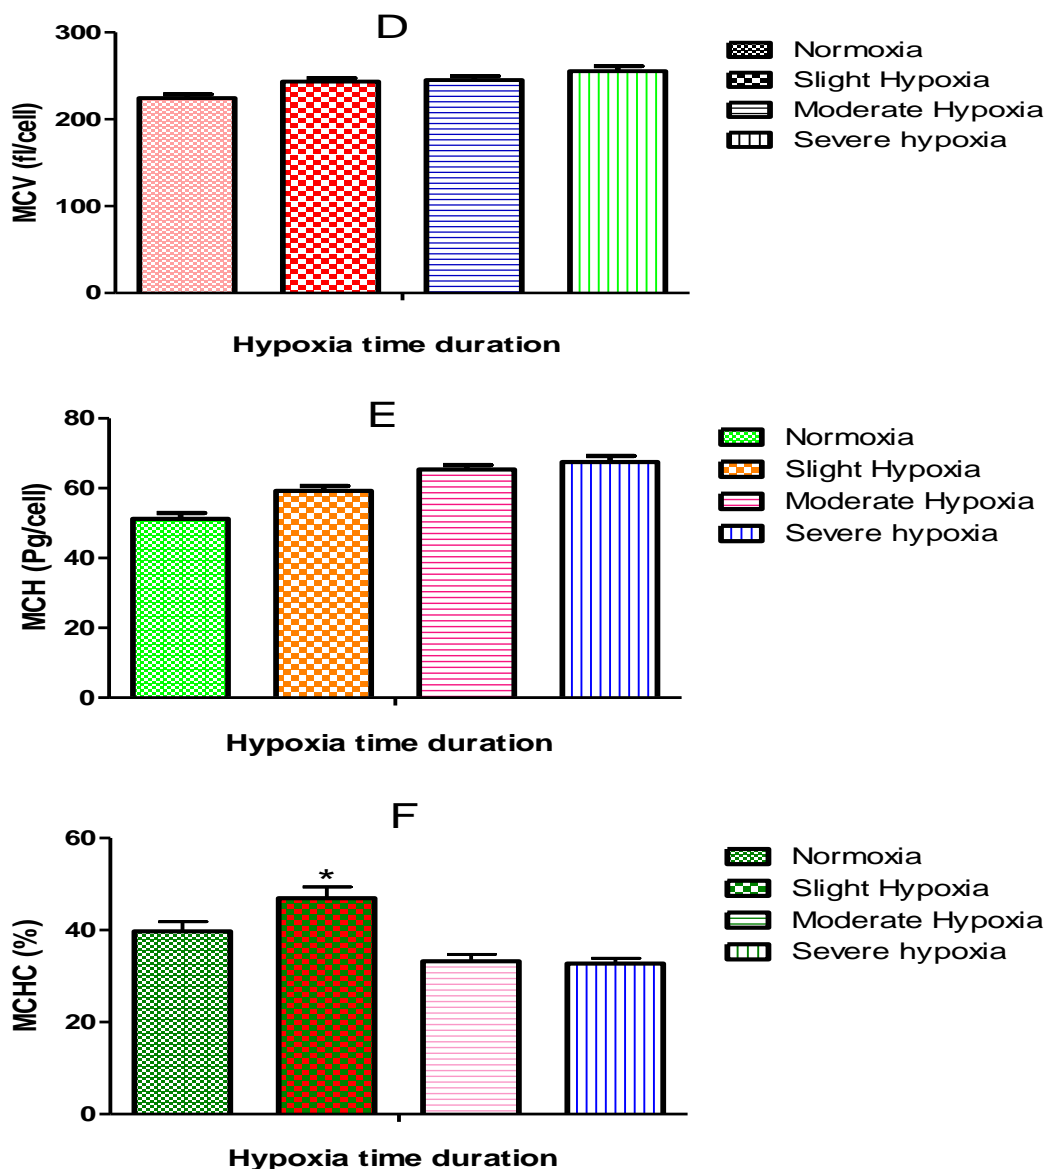 D
300
200
100
0
MCV (fl/cell)
Hypoxia time duration
Normoxia
Slight Hypoxia
Moderate Hypoxia
Severe hypoxia
E
80
60
40
20
0
MCH (Pg/cell)
Hypoxia time duration
Normoxia
Slight Hypoxia
Moderate Hypoxia
Severe hypoxia
F
60
40
20
0
MCHC (%)
*
Hypoxia time duration
Normoxia
Slight Hypoxia
Moderate Hypoxia
Severe hypoxia